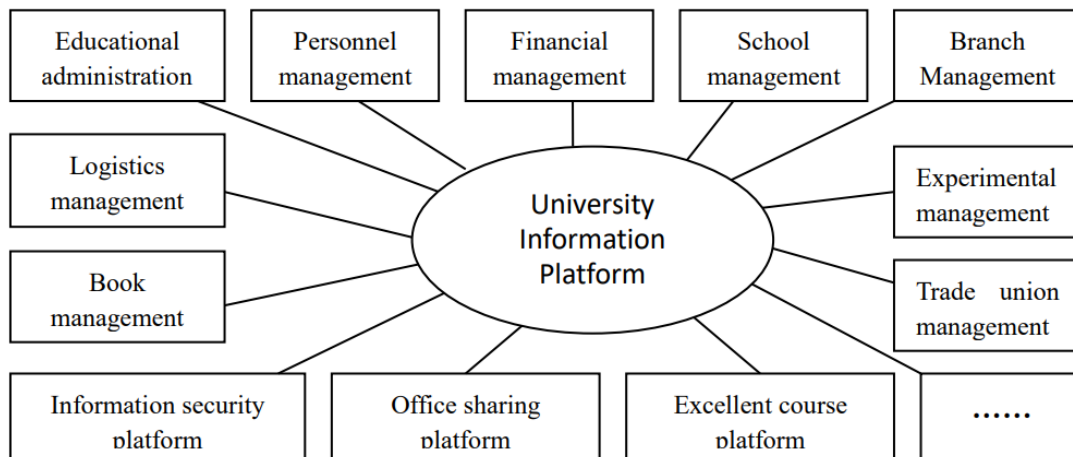 Educational
administration
Personnel
management
Financial
management
School
management
Branch
Management
Logistics
management
University
Information
Platform
Experimental
management
Book
management
Trade union
management
Information security
platform
Office sharing
platform
Excellent course
platform
......